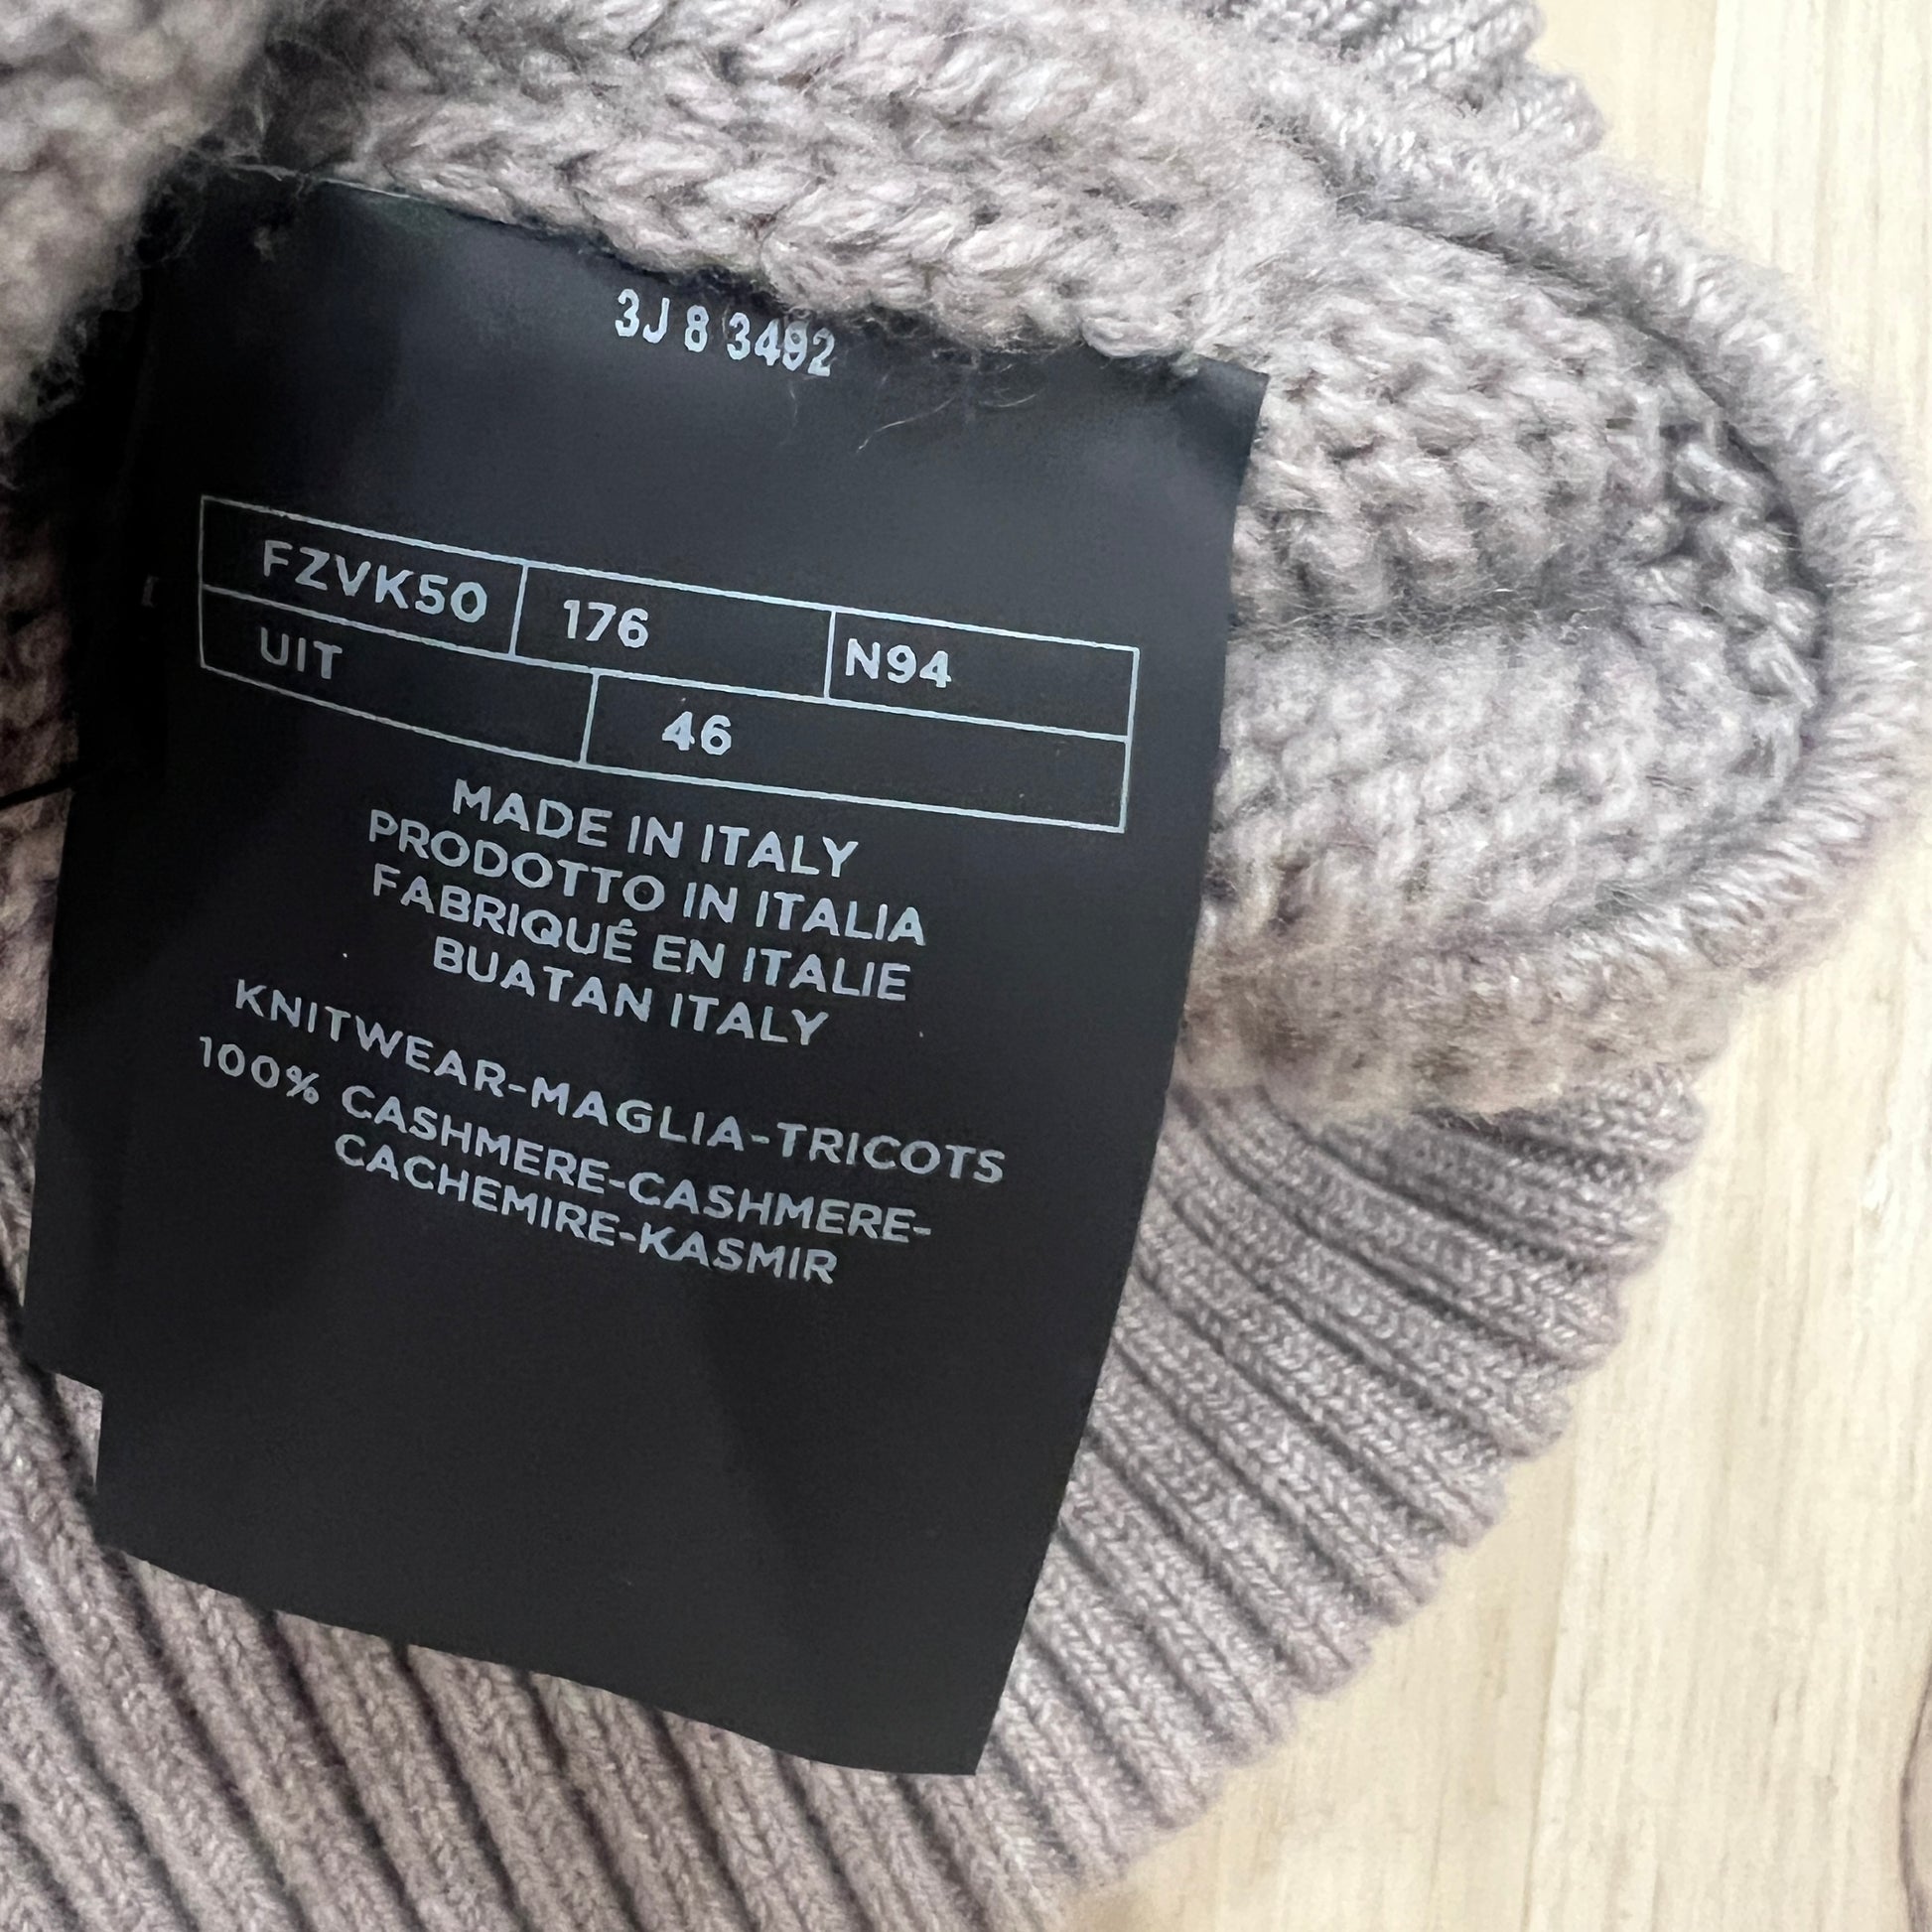 3J 8 3492
FZVK50 176 N94
UIT 46
MADE IN ITALY
PRODOTTO IN ITALIA
FABRIQUÉ EN ITALIE
BUATAN ITALY
KNITWEAR-MAGLIA-TRICOTS
100% CASHMERE-CASHMERE-
CACHEMIRE-KASMIR